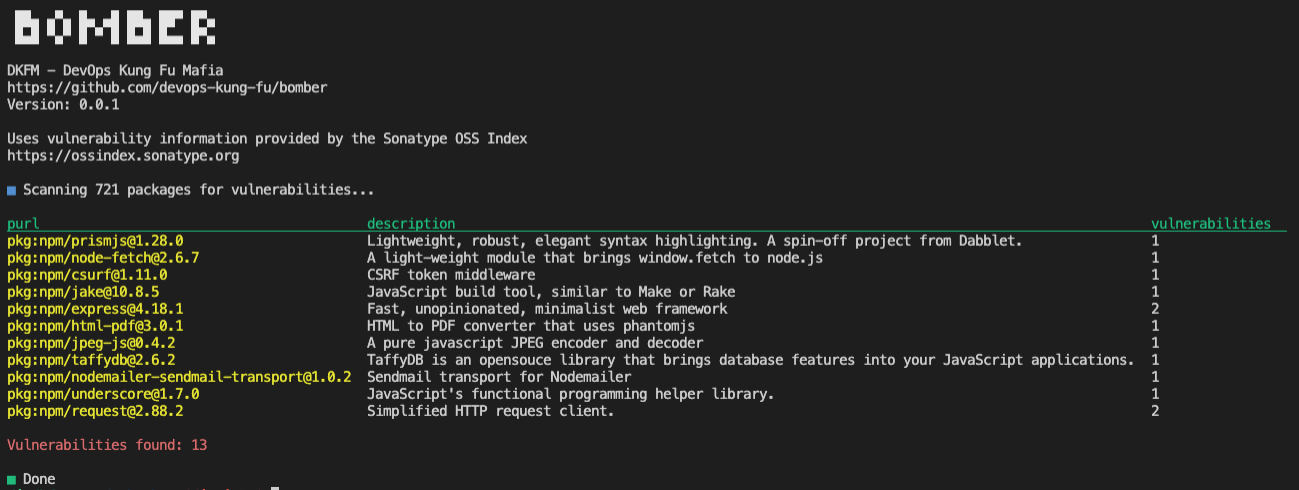 BOMBER
DKFM - DevOps Kung Fu Mafia
https://github.com/devops-kung-fu/bomber
Version: 0.0.1
Uses vulnerability information provided by the Sonatype OSS Index
https://ossindex.sonatype.org
Scanning 721 packages for vulnerabilities...
purl description vulnerabilities
pkg:npm/prismjs@1.28.0 Lightweight, robust, elegant syntax highlighting. A spin-off project from Dabblet. 1
pkg:npm/node-fetch@2.6.7 A light-weight module that brings window.fetch to node.js 1
pkg:npm/csurf@1.11.0 CSRF token middleware 1
pkg:npm/jake@10.8.5 JavaScript build tool, similar to Make or Rake 1
pkg:npm/express@4.18.1 Fast, unopinionated, minimalist web framework 2
pkg:npm/html-pdf@3.0.1 HTML to PDF converter that uses phantomjs 1
pkg:npm/jpeg-js@0.4.2 A pure javascript JPEG encoder and decoder 1
pkg:npm/taffydb@2.6.2 TaffyDB is an opensouce library that brings database features into your JavaScript applications. 1
pkg:npm/nodemailer-sendmail-transport@1.0.2 Sendmail transport for Nodemailer 1
pkg:npm/underscore@1.7.0 JavaScript's functional programming helper library. 1
pkg:npm/request@2.88.2 Simplified HTTP request client. 2
Vulnerabilities found: 13
Done